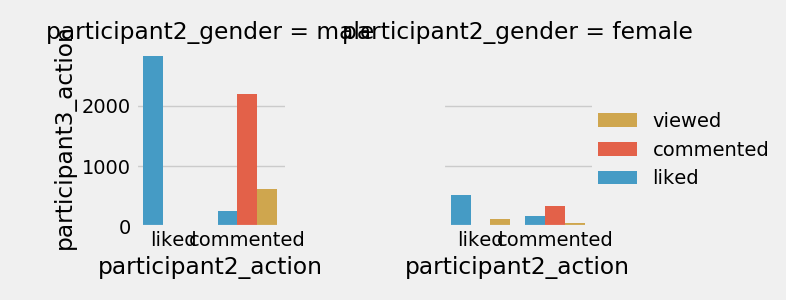 participant2_gender = male
participant2_gender = female
participant3_action
2000
1000
0
liked
commented
participant2_action
liked
commented
participant2_action
viewed
commented
liked